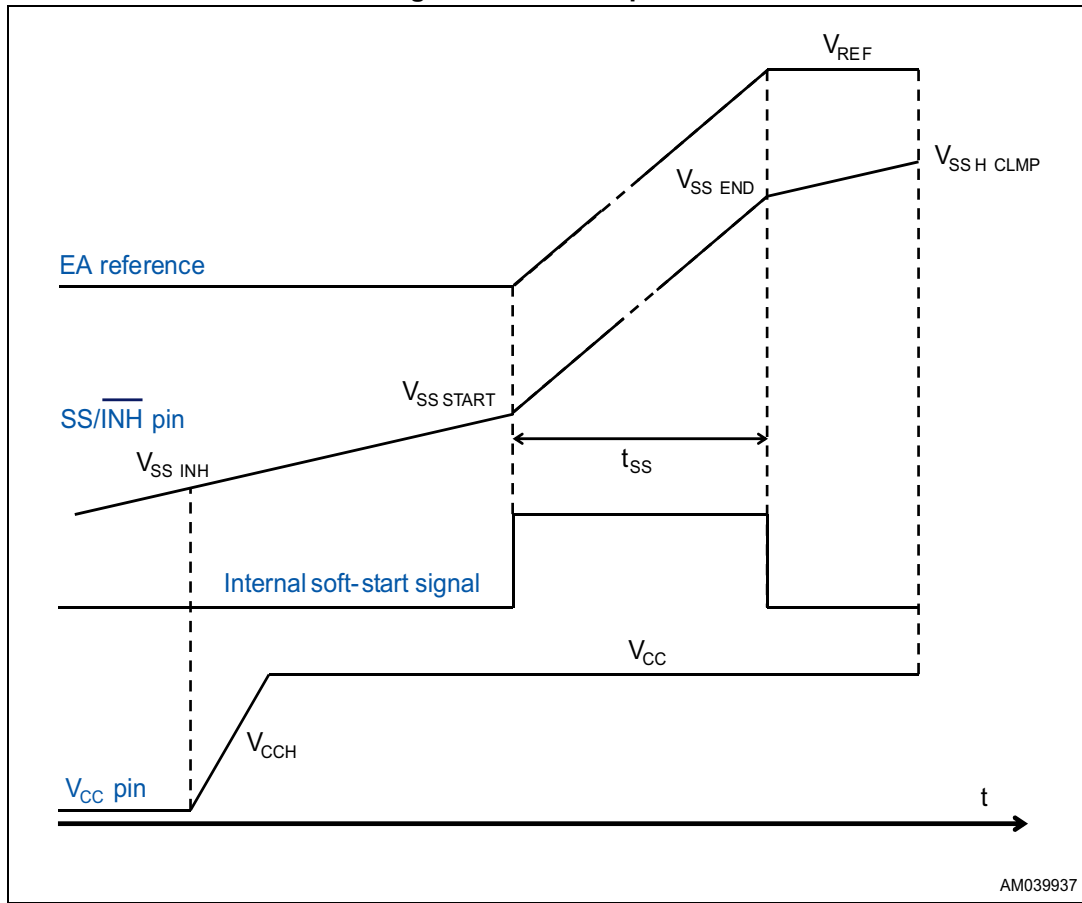 VREF
VSS END
VSS H CLMP
EA reference
VSS START
SS/INH pin
tSS
VSS INH
Internal soft-start signal
VCC
VCCH
VCC pin
t
AM039937